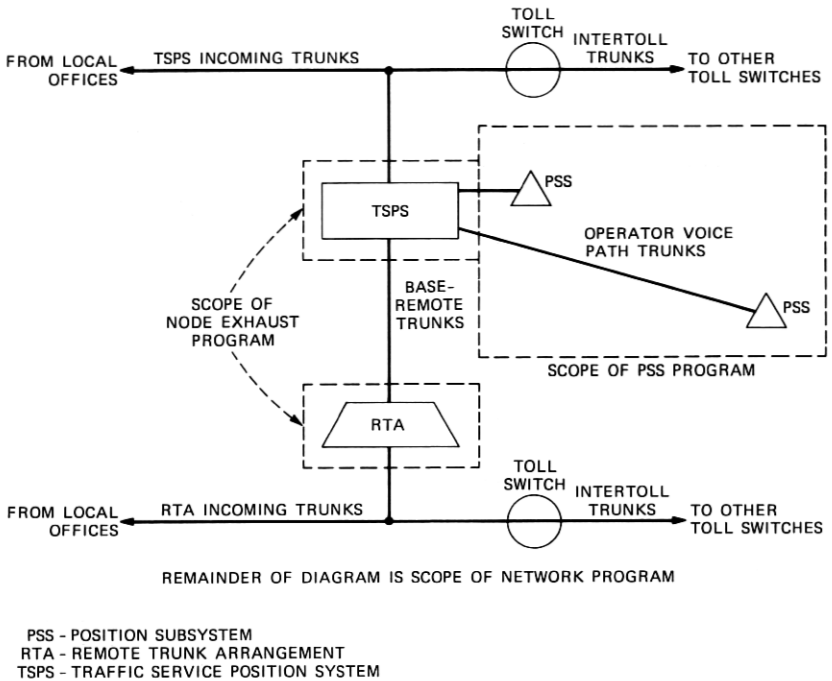 TOLL
SWITCH
INTERTOLL
TRUNKS
TSPS INCOMING TRUNKS
FROM LOCAL
OFFICES
TO OTHER
TOLL SWITCHES
PSS
TSPS
OPERATOR VOICE
PATH TRUNKS
BASE-
REMOTE
TRUNKS
SCOPE OF
NODE EXHAUST
PROGRAM
PSS
SCOPE OF PSS PROGRAM
RTA
TOLL
SWITCH
INTERTOLL
TRUNKS
RTA INCOMING TRUNKS
FROM LOCAL
OFFICES
TO OTHER
TOLL SWITCHES
REMAINDER OF DIAGRAM IS SCOPE OF NETWORK PROGRAM
PSS - POSITION SUBSYSTEM
RTA - REMOTE TRUNK ARRANGEMENT
TSPS - TRAFFIC SERVICE POSITION SYSTEM